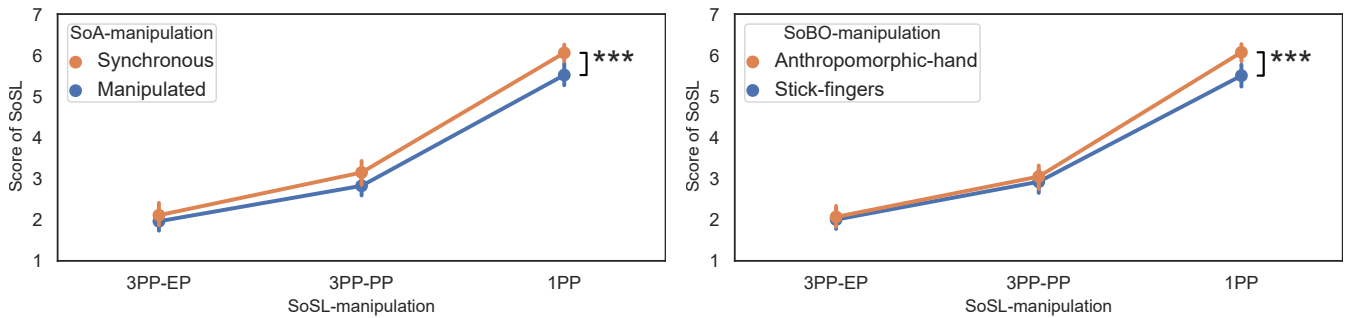 7
6
5
4
3
2
1
Score of SoSL
SoA-manipulation
Synchronous
Manipulated
***
3PP-EP 3PP-PP 1PP
SoSL-manipulation
7
6
5
4
3
2
1
Score of SoSL
SoBO-manipulation
Anthropomorphic-hand
Stick-fingers
***
3PP-EP 3PP-PP 1PP
SoSL-manipulation